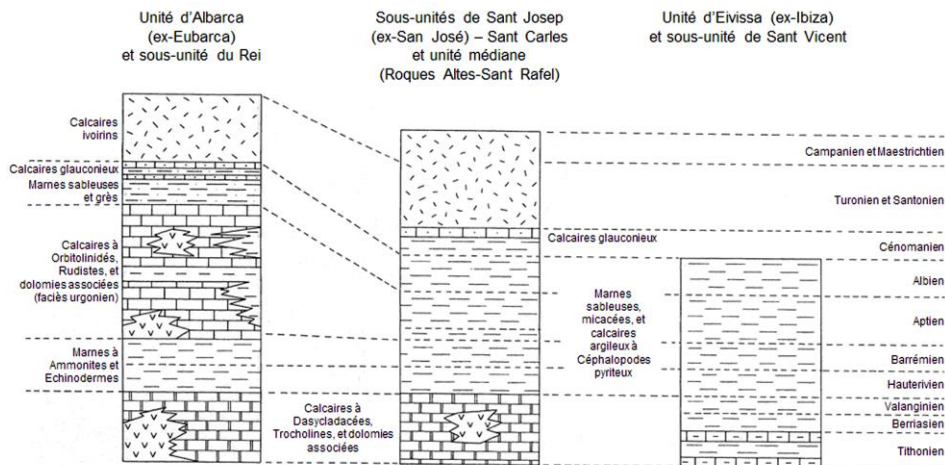 Unité d'Albarca
(ex-Eubarca)
et sous-unité du Rei
Sous-unités de Sant Josep
(ex-San José) – Sant Carles
et unité médiane
(Roques Altes-Sant Rafel)
Unité d'Eivissa (ex-Ibiza)
et sous-unité de Sant Vicent
Calcaires
ivoirins
Calcaires glauconieux
Marnes sableuses
et grès
Calcaires à
Orbitolinidés,
Rudistes, et
dolomies associées
(faciès urgonien)
Marnes à
Ammonites et
Echinodermes
Calcaires à
Dasycladacées,
Trocholines, et dolomies
associées
Calcaires glauconieux
Marnes
sableuses,
micacées, et
calcaires
argileux à
Céphalopodes
pyriteux
Campanien et Maestrichtien
Turonien et Santonien
Cénomanien
Albien
Aptien
Barrémien
Hauterivien
Valanginien
Berriasien
Tithonien